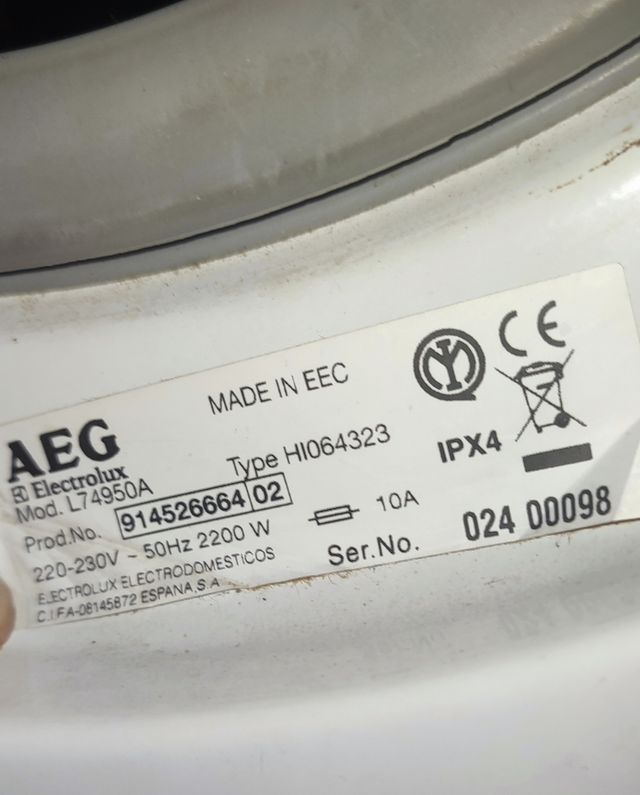 MADE IN EEC
CE
AEG
Electrolux
Type HI064323
IPX4
Mod. L74950A
Prod.No. 914526664 02
10A
220-230V ~ 50Hz 2200 W
Ser.No. 024 00098
ELECTROLUX ELECTRODOMESTICOS
C.I.F A-08145872 ESPANA,S.A